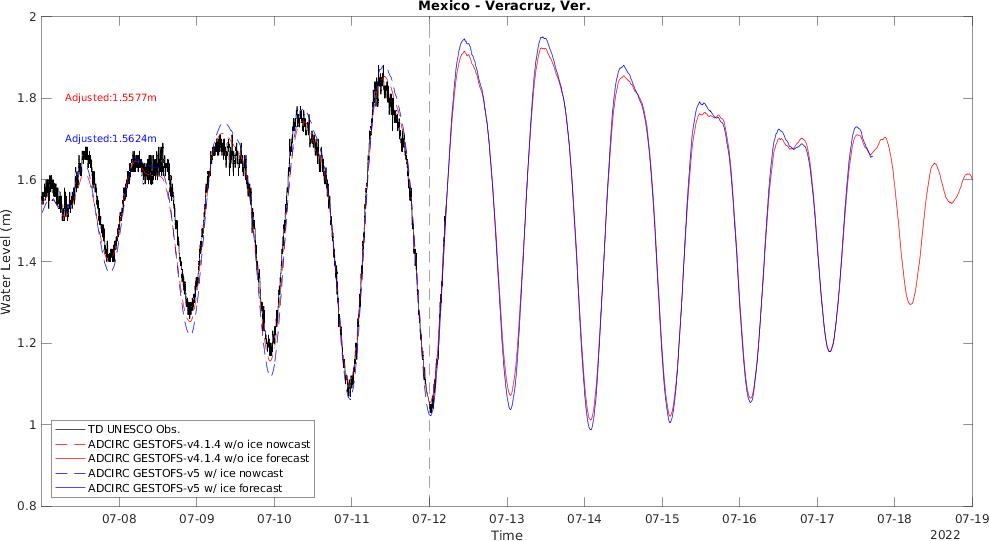 Mexico - Veracruz, Ver.
2
1.8
1.6
1.4
1.2
1
0.8
Water Level (m)
Adjusted:1.5577m
Adjusted:1.5624m
TD UNESCO Obs.
ADCIRC GESTOFS-v4.1.4 w/o ice nowcast
ADCIRC GESTOFS-v4.1.4 w/o ice forecast
ADCIRC GESTOFS-v5 w/ ice nowcast
ADCIRC GESTOFS-v5 w/ ice forecast
07-08 07-09 07-10 07-11 07-12 07-13 07-14 07-15 07-16 07-17 07-18 07-19
Time
2022